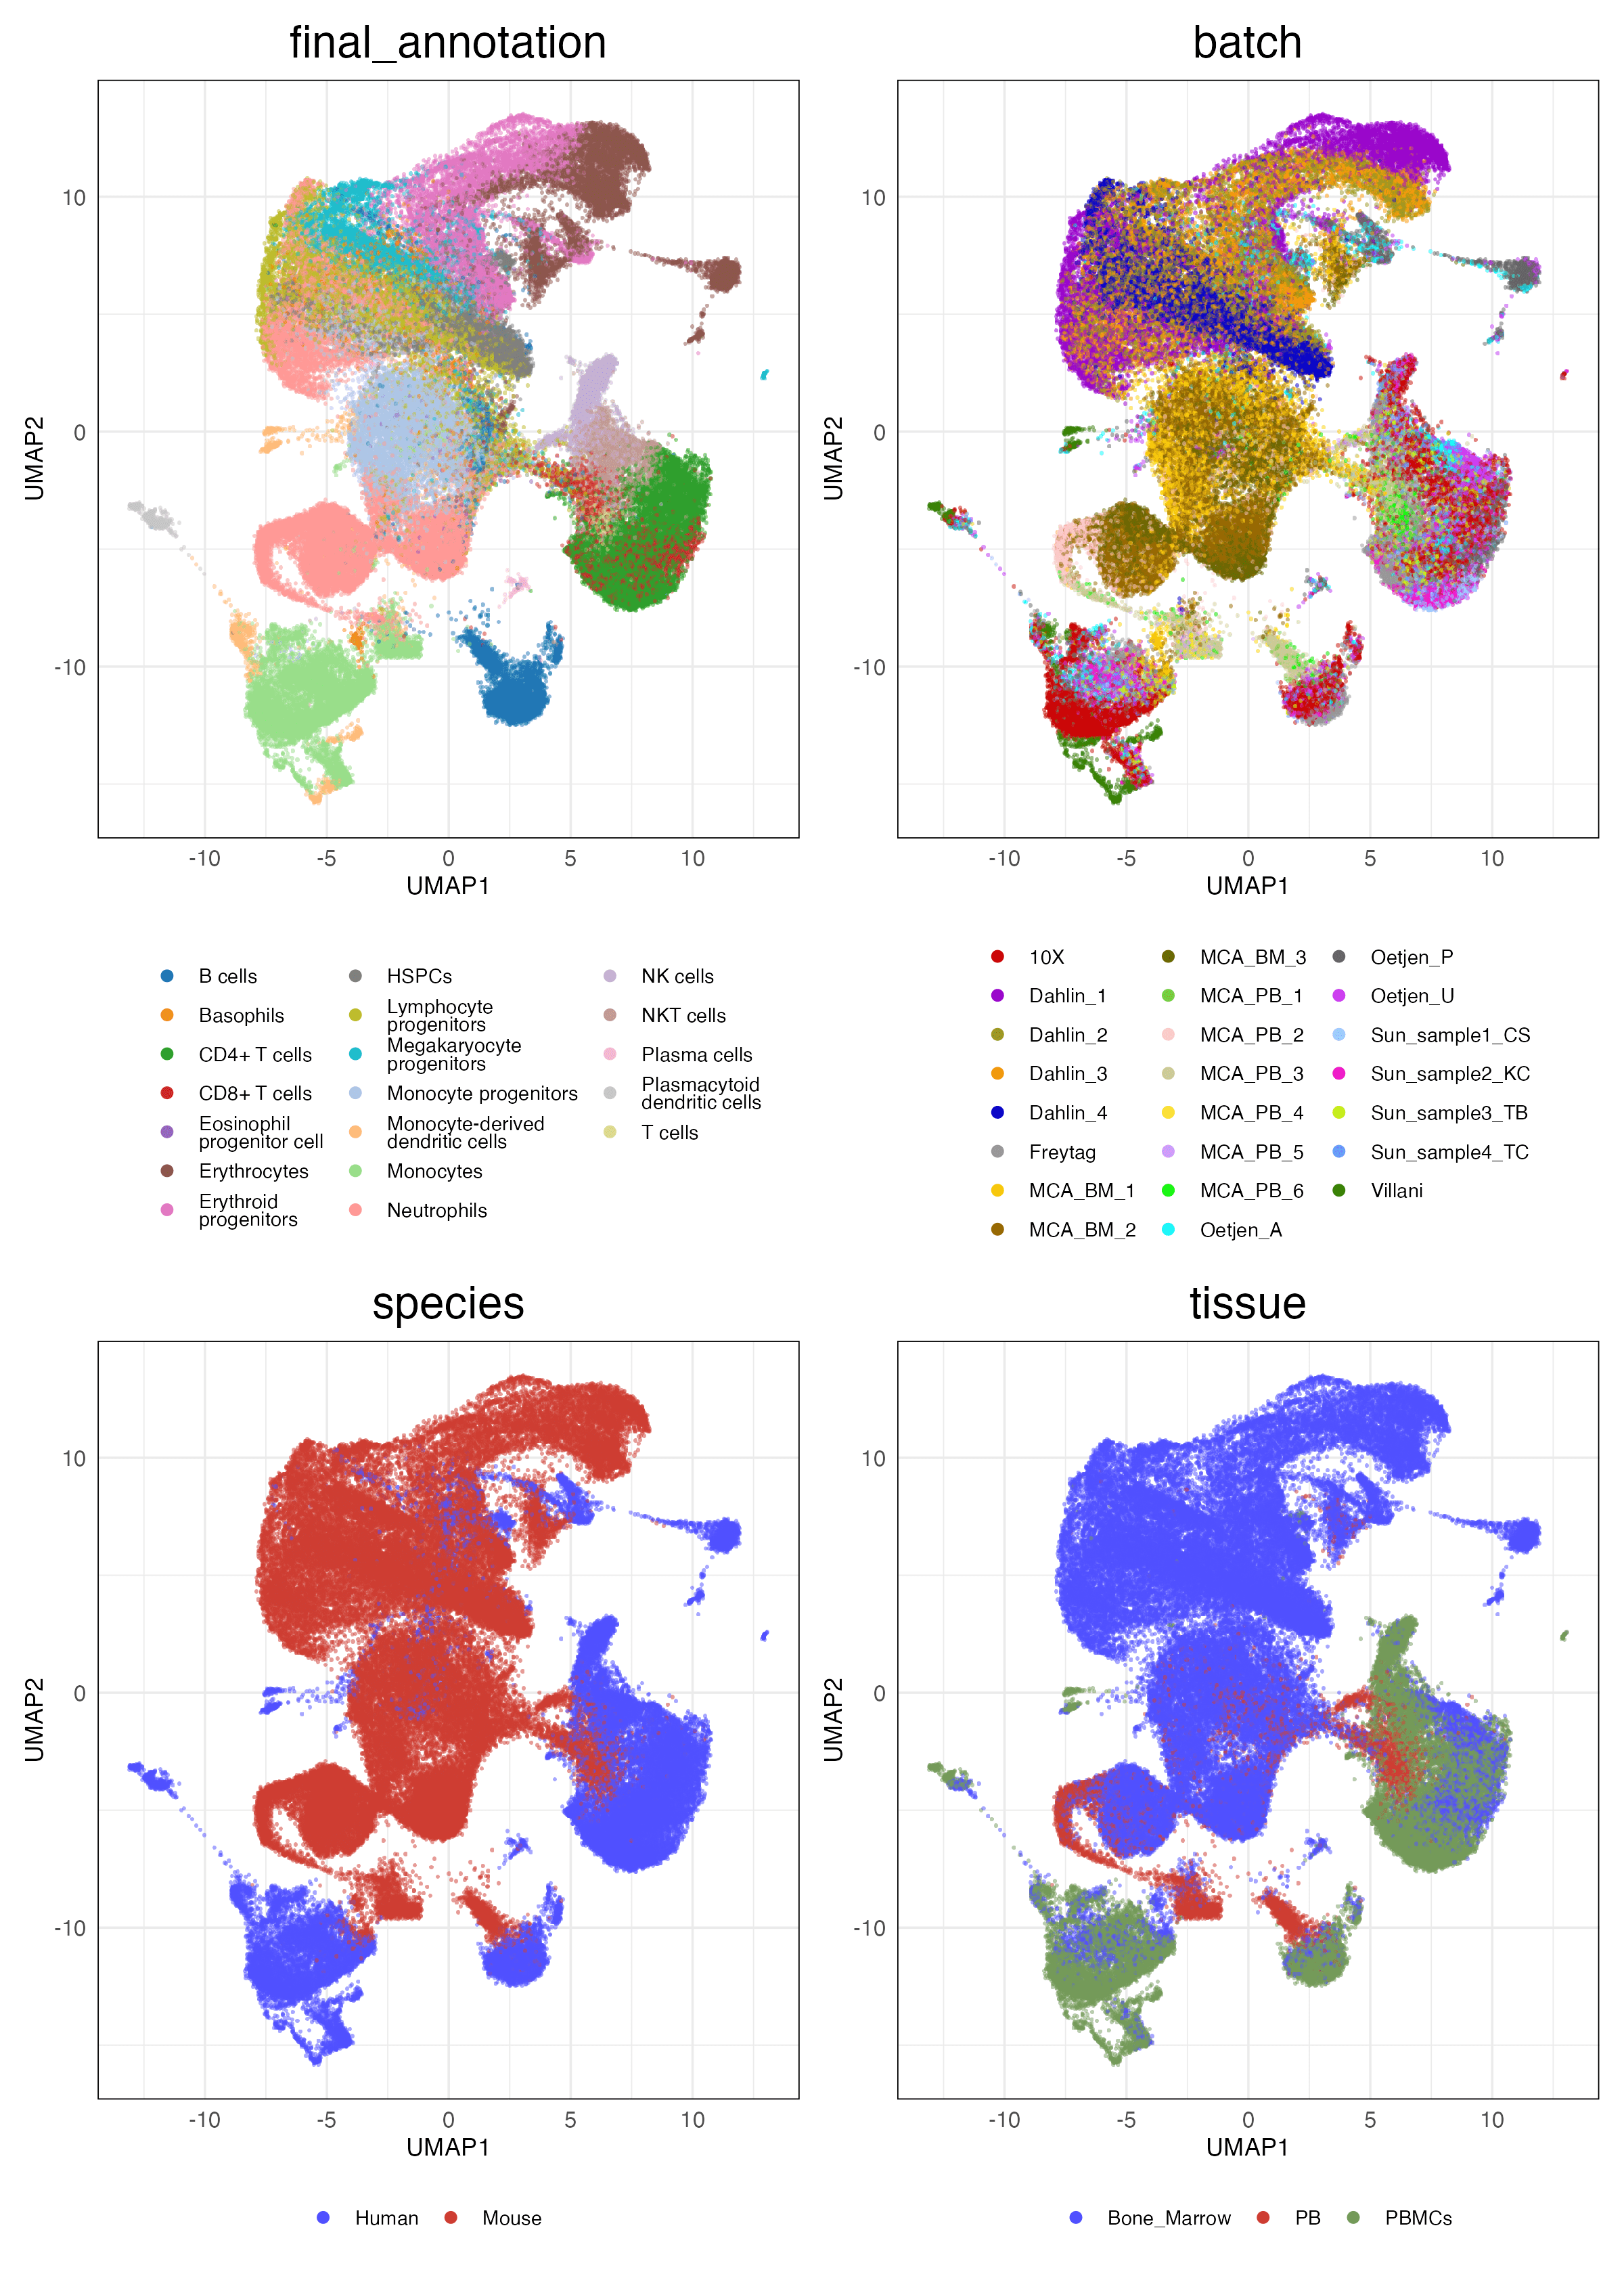 final_annotation
batch
10
0
-10
UMAP2
-10 -5 0 5 10
UMAP1
10
0
-10
UMAP2
-10 -5 0 5 10
UMAP1
B cells
Basophils
CD4+ T cells
CD8+ T cells
Eosinophil
progenitor cell
Erythrocytes
Erythroid
progenitors
HSPCs
Lymphocyte
progenitors
Megakaryocyte
progenitors
Monocyte progenitors
Monocyte-derived
dendritic cells
Monocytes
Neutrophils
NK cells
NKT cells
Plasma cells
Plasmacytoid
dendritic cells
T cells
10X
Dahlin_1
Dahlin_2
Dahlin_3
Dahlin_4
Freytag
MCA_BM_1
MCA_BM_2
MCA_BM_3
MCA_PB_1
MCA_PB_2
MCA_PB_3
MCA_PB_4
MCA_PB_5
MCA_PB_6
Oetjen_A
Oetjen_P
Oetjen_U
Sun_sample1_CS
Sun_sample2_KC
Sun_sample3_TB
Sun_sample4_TC
Villani
species
tissue
10
0
-10
UMAP2
-10 -5 0 5 10
UMAP1
10
0
-10
UMAP2
-10 -5 0 5 10
UMAP1
Human Mouse
Bone_Marrow PB PBMCs